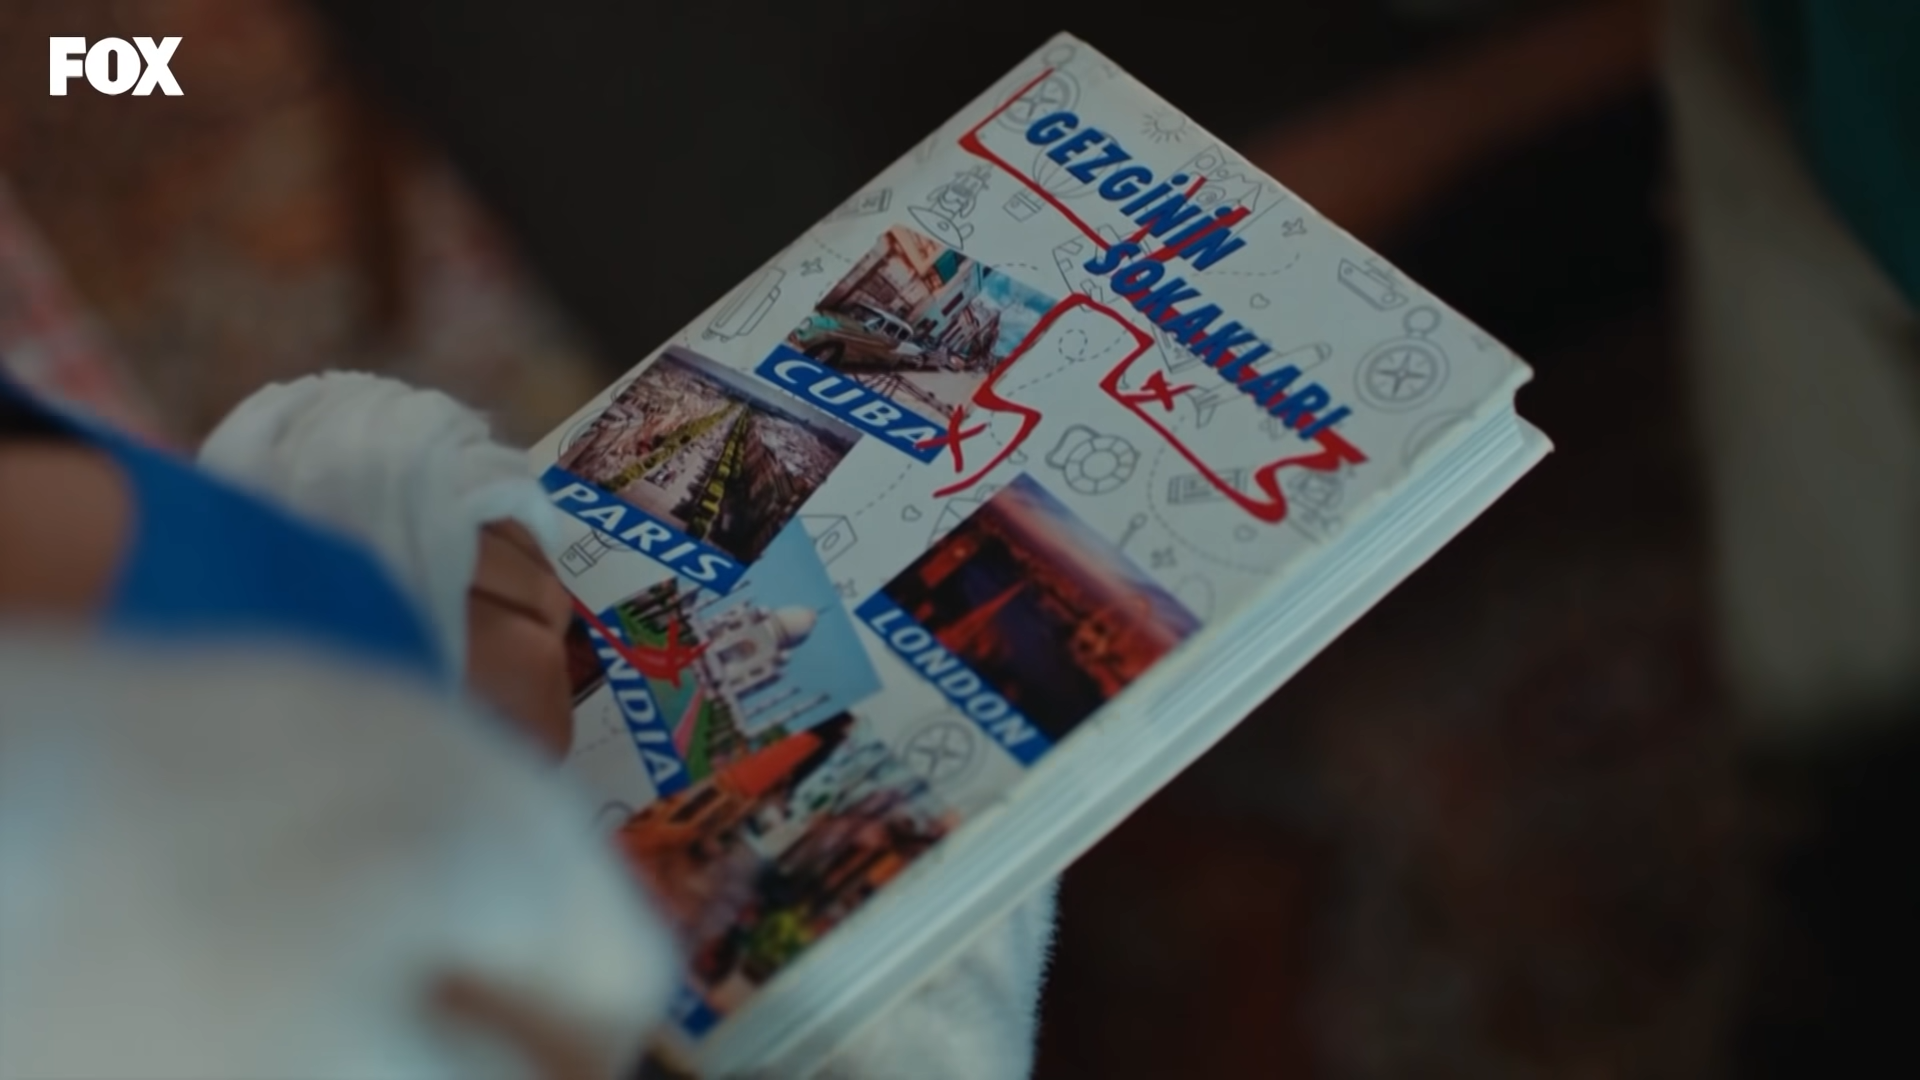 FOX
GEZGİNİN
SOKAKLARI
CUBA
PARIS
LONDON
INDIA